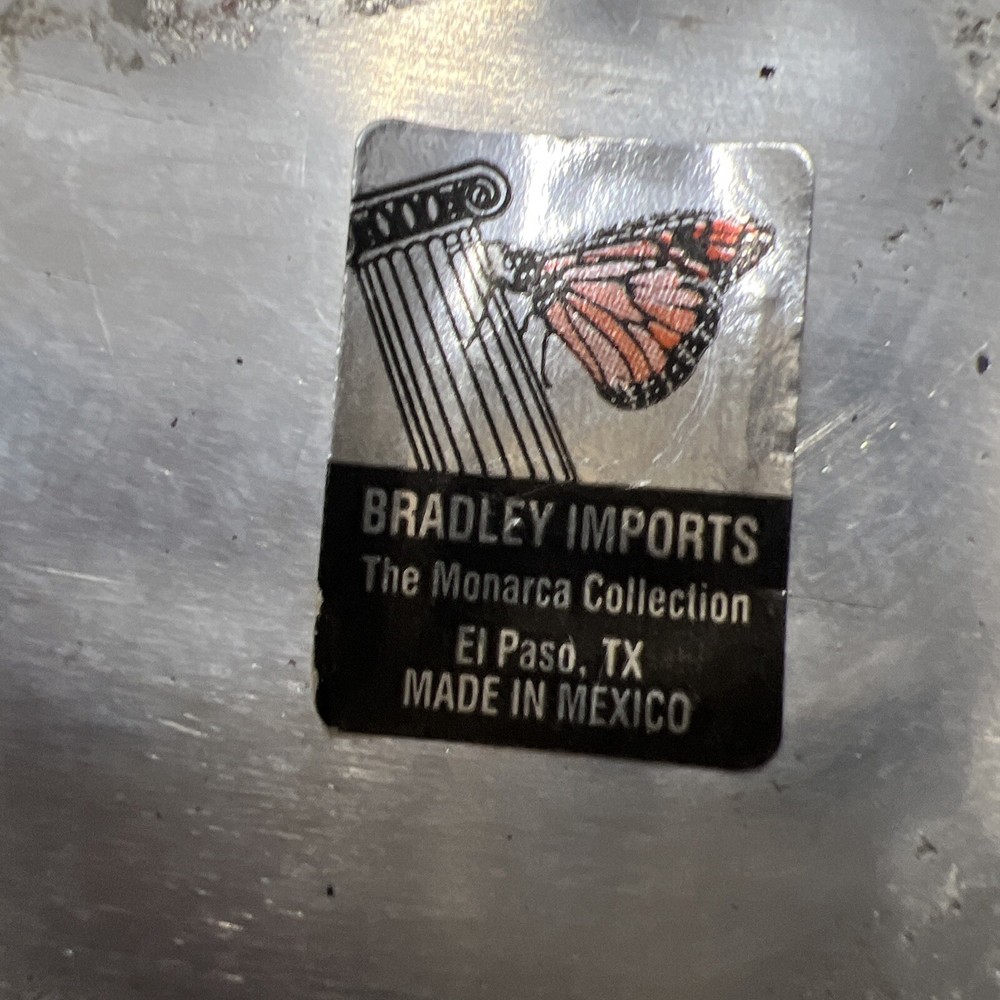 BRADLEY IMPORTS
The Monarca Collection
El Paso, TX
MADE IN MEXICO